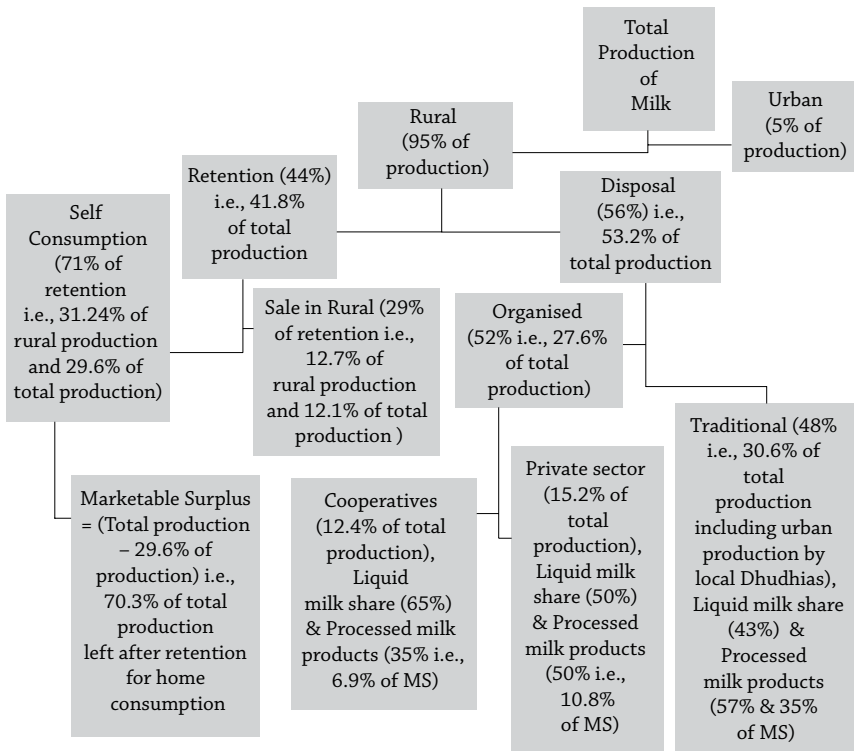 Total
Production
of
Milk
Rural
(95% of
production)
Urban
(5% of
production)
Retention (44%)
i.e., 41.8%
of total
production
Disposal
(56%) i.e.,
53.2% of
total production
Self
Consumption
(71% of
retention
i.e., 31.24% of
rural production
and 29.6% of
total production)
Sale in Rural (29%
of retention i.e.,
12.7% of
rural production
and 12.1% of total
production )
Organised
(52% i.e., 27.6%
of total
production)
Traditional (48%
i.e., 30.6% of
total
production
including urban
production by
local Dhudhias),
Liquid milk share
(43%) &
Processed
milk products
(57% & 35%
of MS)
Marketable Surplus
= (Total production
– 29.6% of
production) i.e.,
70.3% of total
production
left after retention
for home
consumption
Cooperatives
(12.4% of total
production),
Liquid
milk share (65%)
& Processed milk
products (35% i.e.,
6.9% of MS)
Private sector
(15.2% of
total
production),
Liquid milk
share (50%)
& Processed
milk products
(50% i.e.,
10.8%
of MS)